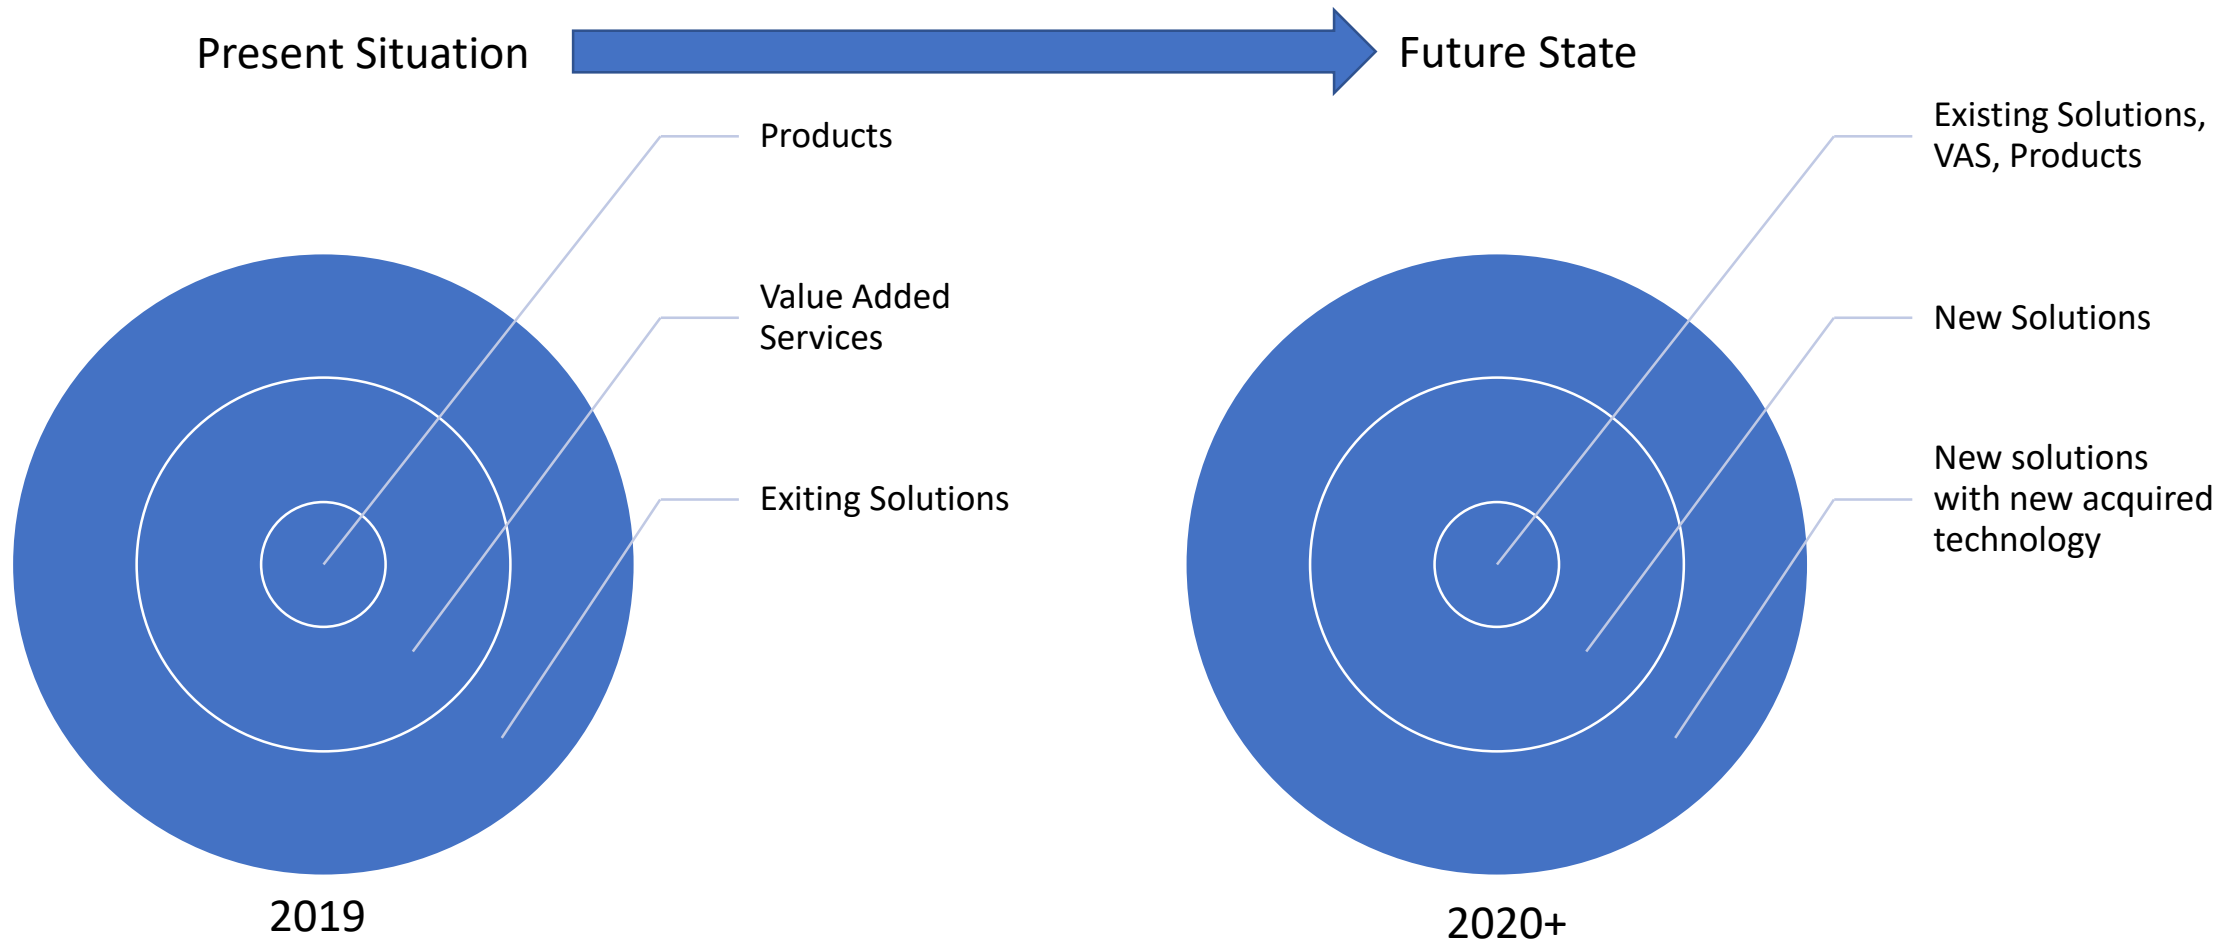 Present Situation
Future State
Products
Value Added
Services
Exiting Solutions
2019
Existing Solutions,
VAS, Products
New Solutions
New solutions
with new acquired
technology
2020+